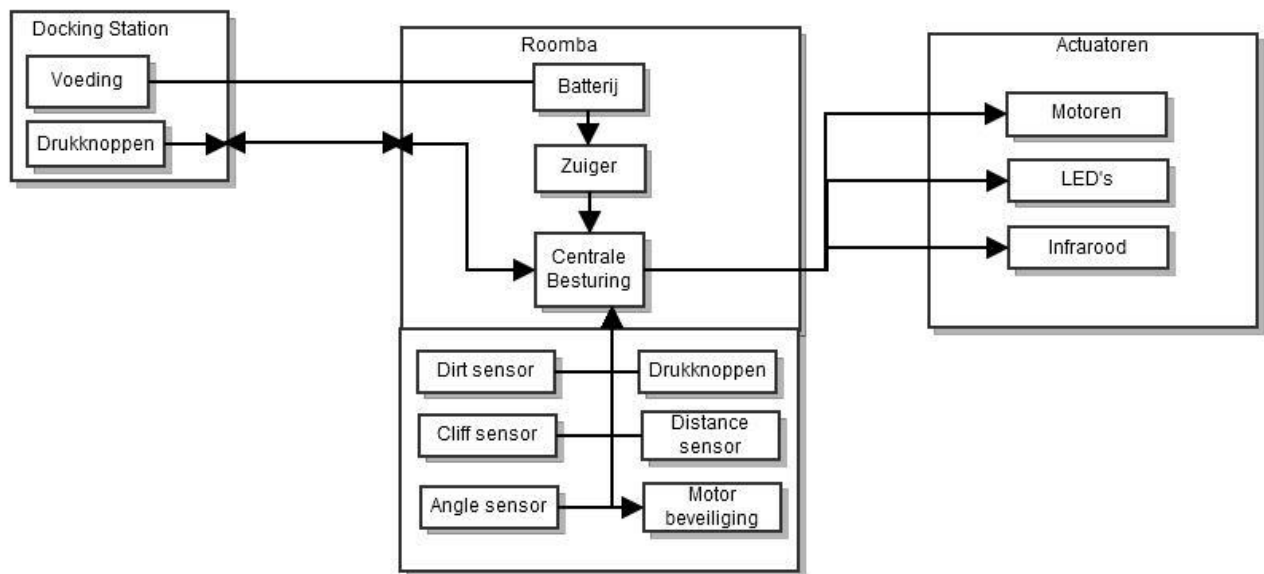 Docking Station
Voeding
Drukknoppen
Roomba
Batterij
Zuiger
Centrale
Besturing
Dirt sensor
Drukknoppen
Cliff sensor
Distance
sensor
Angle sensor
Motor
beveiliging
Actuatoren
Motoren
LED's
Infrarood